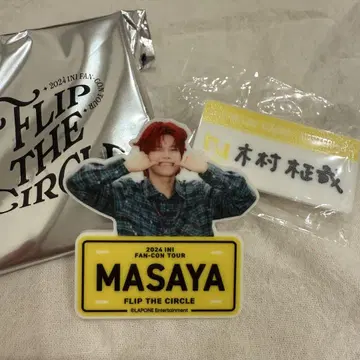 2024 INI FAN-CON TOUR
FLIP
THE
CIRCLE
木村柾哉
2024 INI
FAN-CON TOUR
MASAYA
FLIP THE CIRCLE
©LAPONE Entertainment